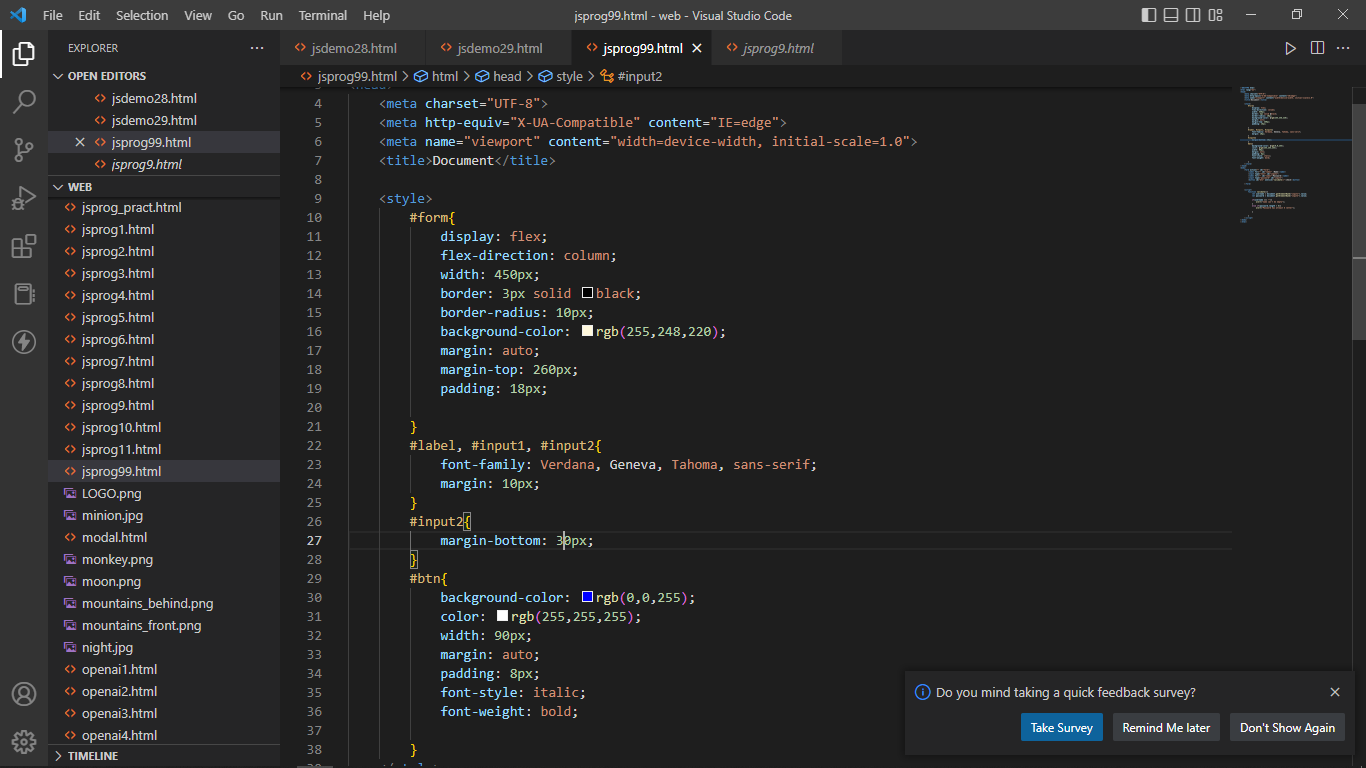 File Edit Selection View Go Run Terminal Help
jsprog99.html - web - Visual Studio Code
EXPLORER
OPEN EDITORS
jsdemo28.html
jsdemo29.html
jsprog99.html
jsprog9.html
WEB
jsprog_pract.html
jsprog1.html
jsprog2.html
jsprog3.html
jsprog4.html
jsprog5.html
jsprog6.html
jsprog7.html
jsprog8.html
jsprog9.html
jsprog10.html
jsprog11.html
jsprog99.html
LOGO.png
minion.jpg
modal.html
monkey.png
moon.png
mountains_behind.png
mountains_front.png
night.jpg
openai1.html
openai2.html
openai3.html
openai4.html
TIMELINE
jsdemo28.html jsdemo29.html jsprog99.html jsprog9.html
jsprog99.html > html > head > style > #input2
3 <head>
4 <meta charset="UTF-8">
5 <meta http-equiv="X-UA-Compatible" content="IE=edge">
6 <meta name="viewport" content="width=device-width, initial-scale=1.0">
7 <title>Document</title>
8
9 <style>
10 #form{
11 display: flex;
12 flex-direction: column;
13 width: 450px;
14 border: 3px solid black;
15 border-radius: 10px;
16 background-color: rgb(255,248,220);
17 margin: auto;
18 margin-top: 260px;
19 padding: 18px;
20
21 }
22 #label, #input1, #input2{
23 font-family: Verdana, Geneva, Tahoma, sans-serif;
24 margin: 10px;
25 }
26 #input2{
27 margin-bottom: 30px;
28 }
29 #btn{
30 background-color: rgb(0,0,255);
31 color: rgb(255,255,255);
32 width: 90px;
33 margin: auto;
34 padding: 8px;
35 font-style: italic;
36 font-weight: bold;
37
38 }
Do you mind taking a quick feedback survey?
Take Survey Remind Me later Don't Show Again